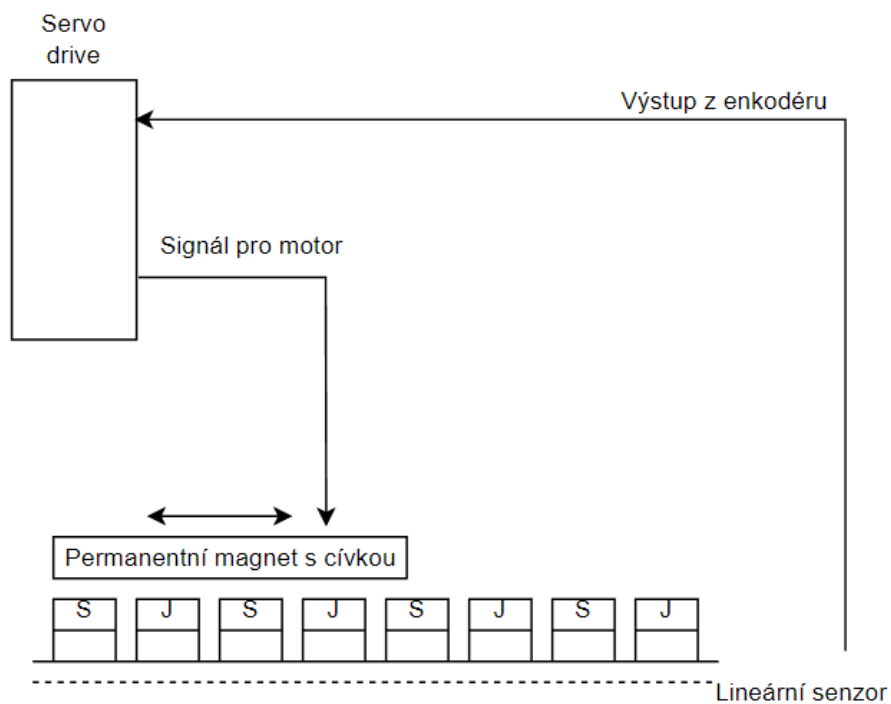 Servo
drive
Výstup z enkodéru
Signál pro motor
Permanentní magnet s cívkou
S J S J S J S J
Lineární senzor